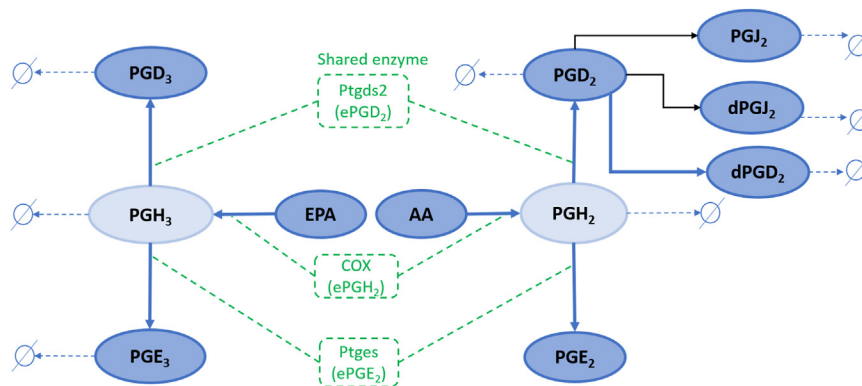 PGJ₂
PGD₃
Shared enzyme
PGD₂
Ptgds2
(ePGD₂)
dPGJ₂
dPGD₂
PGH₃
EPA
AA
PGH₂
COX
(ePGH₂)
PGE₃
Ptges
(ePGE₂)
PGE₂